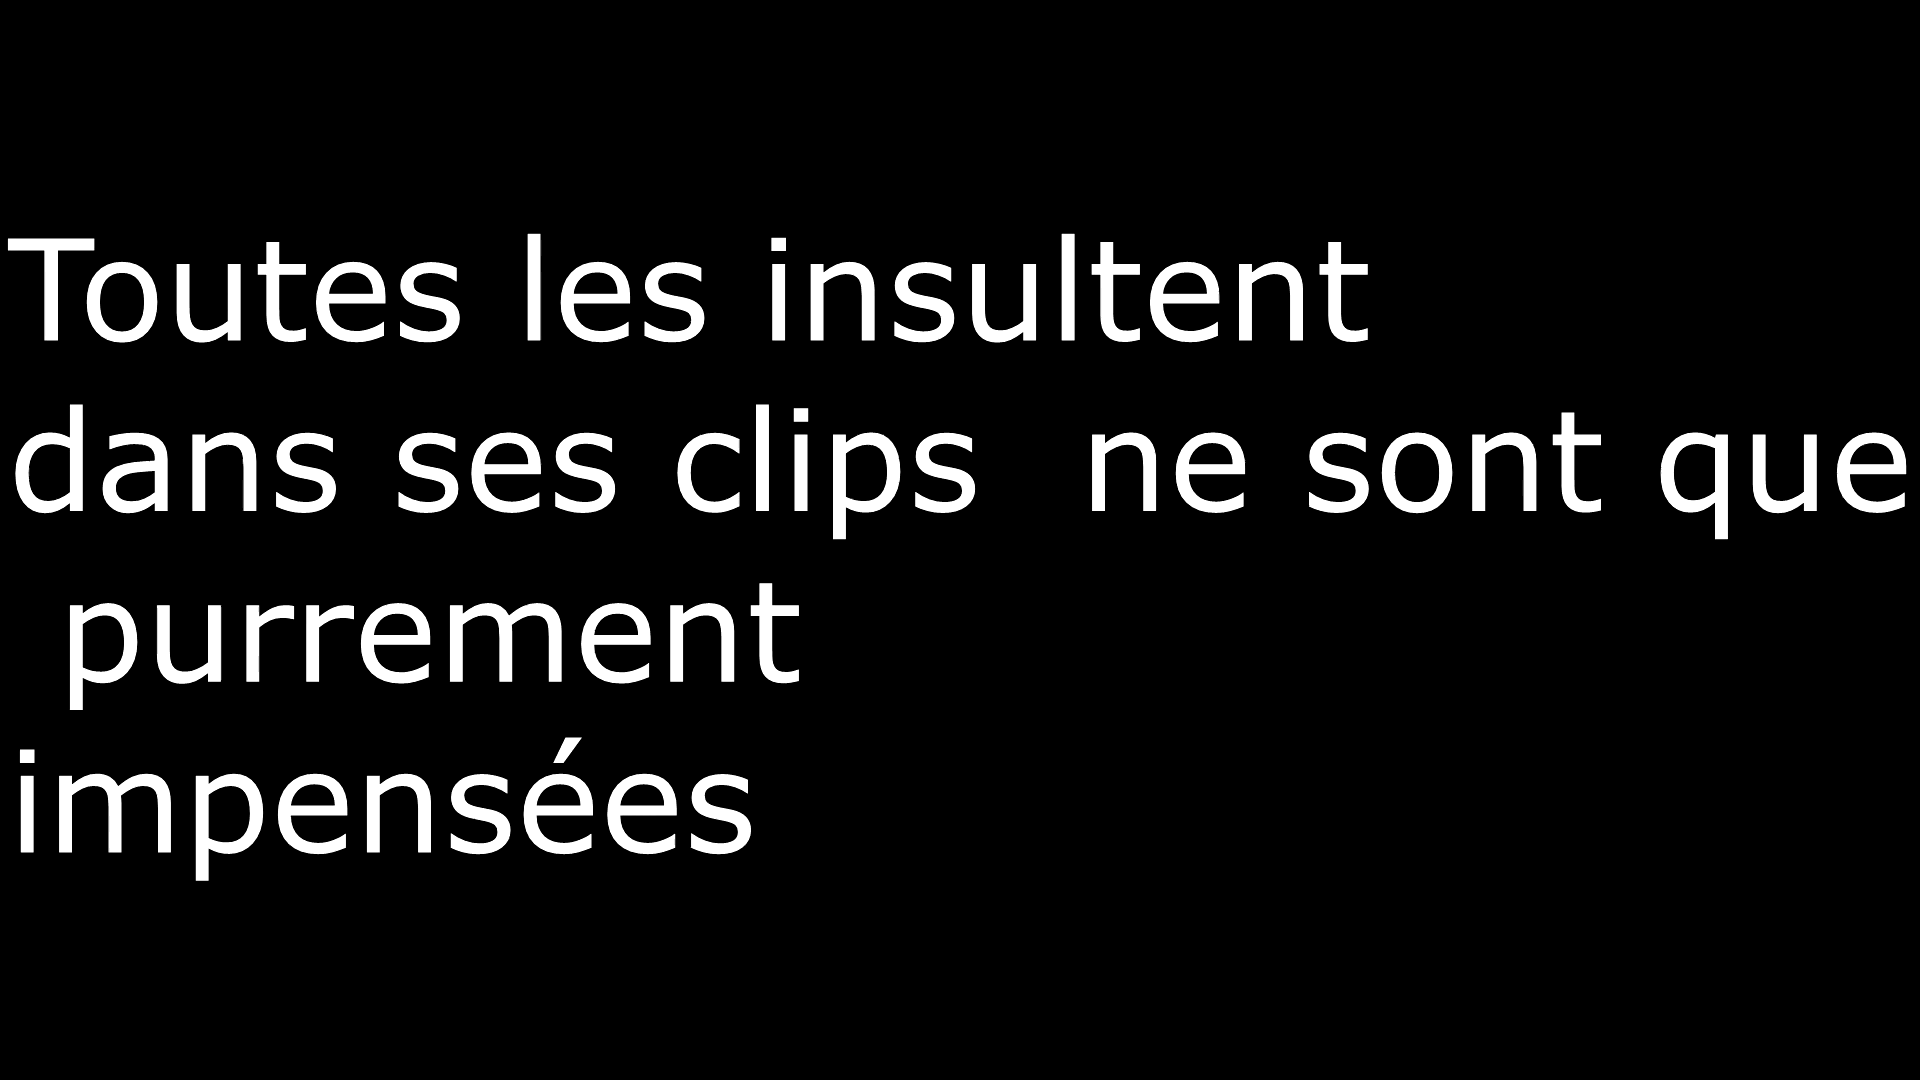 Toutes les insultent
dans ses clips  ne sont que
purrement
impensées